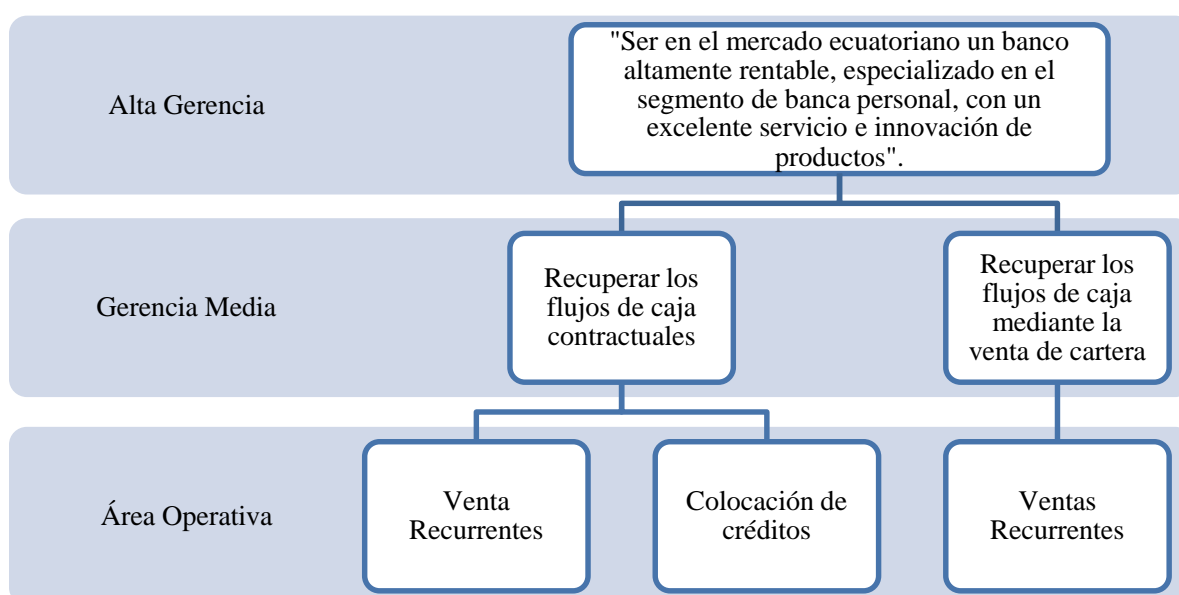 Alta Gerencia
"Ser en el mercado ecuatoriano un banco
altamente rentable, especializado en el
segmento de banca personal, con un
excelente servicio e innovación de
productos".
Gerencia Media
Recuperar los
flujos de caja
contractuales
Recuperar los
flujos de caja
mediante la
venta de cartera
Área Operativa
Venta
Recurrentes
Colocación de
créditos
Ventas
Recurrentes